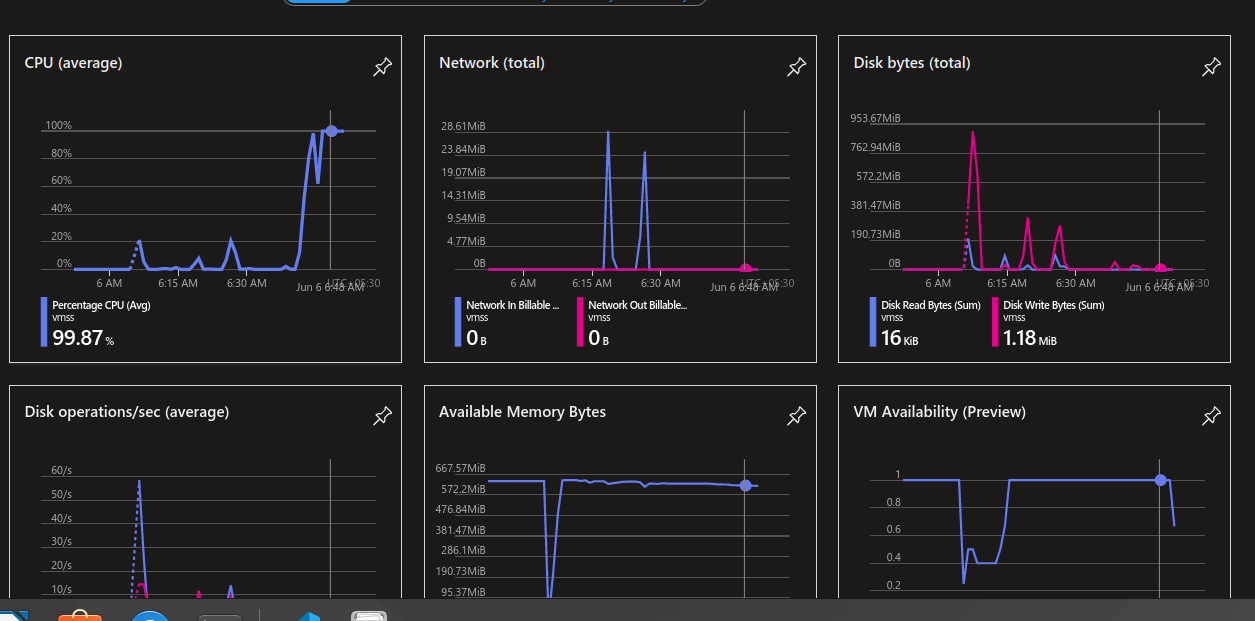 CPU (average)
100%
80%
60%
40%
20%
0%
6 AM
6:15 AM
6:30 AM
Jun 6 6:48 AM
Percentage CPU (Avg)
vmss
99.87 %
Network (total)
28.61MiB
23.84MiB
19.07MiB
14.31MiB
9.54MiB
4.77MiB
0B
6 AM
6:15 AM
6:30 AM
Jun 6 6:48 AM
Network In Billable ...
vmss
0 B
Network Out Billable...
vmss
0 B
Disk bytes (total)
953.67MiB
762.94MiB
572.2MiB
381.47MiB
190.73MiB
0B
6 AM
6:15 AM
6:30 AM
Jun 6 6:48 AM
Disk Read Bytes (Sum)
vmss
16 KiB
Disk Write Bytes (Sum)
vmss
1.18 MiB
Disk operations/sec (average)
60/s
50/s
40/s
30/s
20/s
10/s
Available Memory Bytes
667.57MiB
572.2MiB
476.84MiB
381.47MiB
286.1MiB
190.73MiB
95.37MiB
VM Availability (Preview)
1
0.8
0.6
0.4
0.2